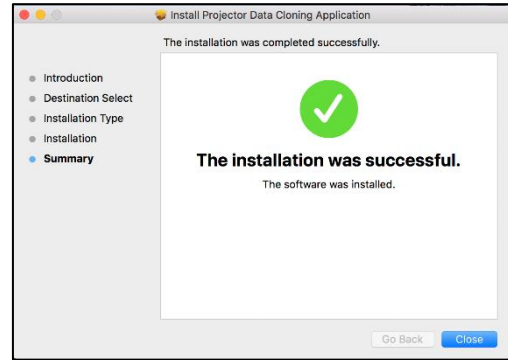 Install Projector Data Cloning Application
The installation was completed successfully.
Introduction
Destination Select
Installation Type
Installation
Summary
The installation was successful.
The software was installed.
Go Back
Close